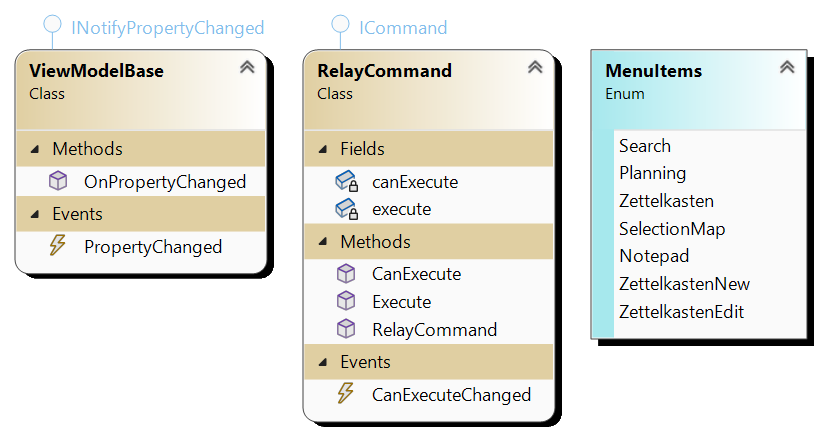 INotifyPropertyChanged
ViewModelBase
Class
Methods
OnPropertyChanged
Events
PropertyChanged
ICommand
RelayCommand
Class
Fields
canExecute
execute
Methods
CanExecute
Execute
RelayCommand
Events
CanExecuteChanged
MenuItems
Enum
Search
Planning
Zettelkasten
SelectionMap
Notepad
ZettelkastenNew
ZettelkastenEdit